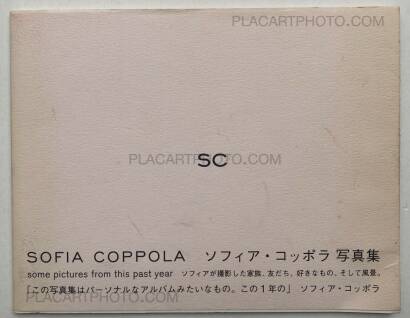 PLACARTPHOTO.COM
PLACARTPHOTO.COM
SC
SOFIA COPPOLA ソフィア・コッポラ 写真集
some pictures from this past year ソフィアが撮影した家族、友だち、好きなもの、そして風景。
「この写真集はパーソナルなアルバムみたいなもの。この1年の」 ソフィア・コッポラ
PLACARTPHOTO.COM